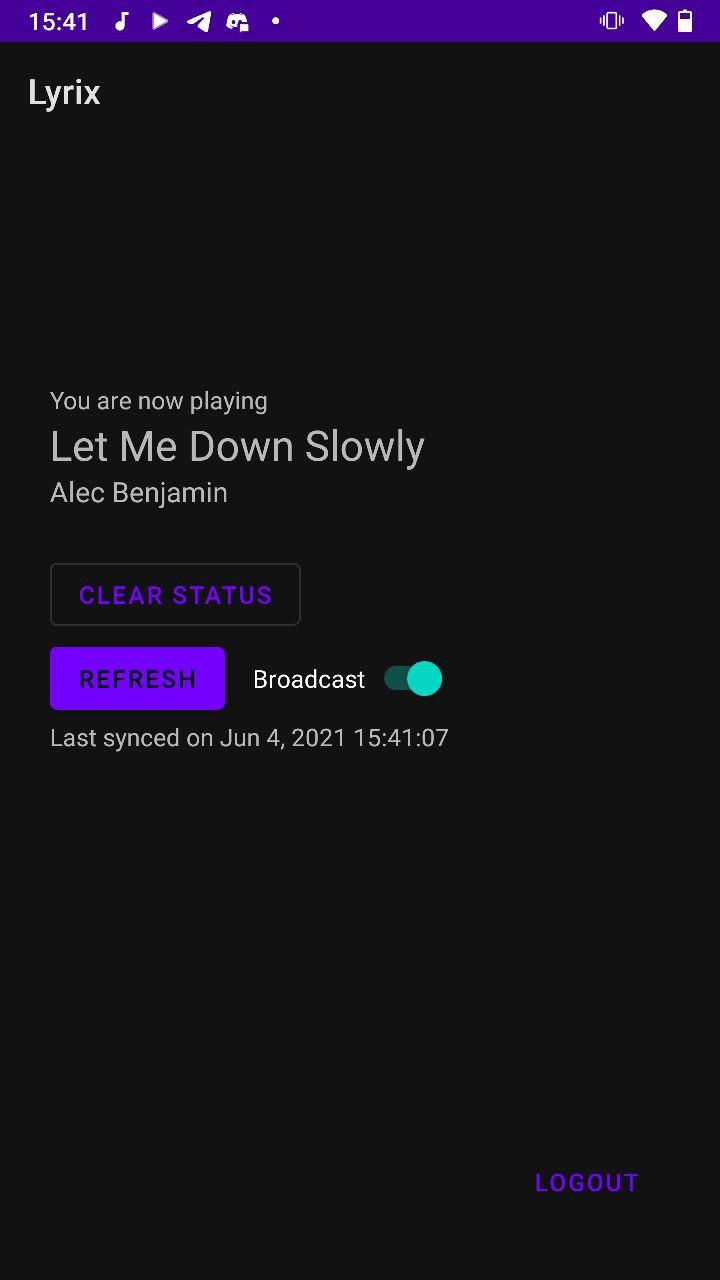 15:41
Lyrix
You are now playing
Let Me Down Slowly
Alec Benjamin
CLEAR STATUS
REFRESH Broadcast
Last synced on Jun 4, 2021 15:41:07
LOGOUT